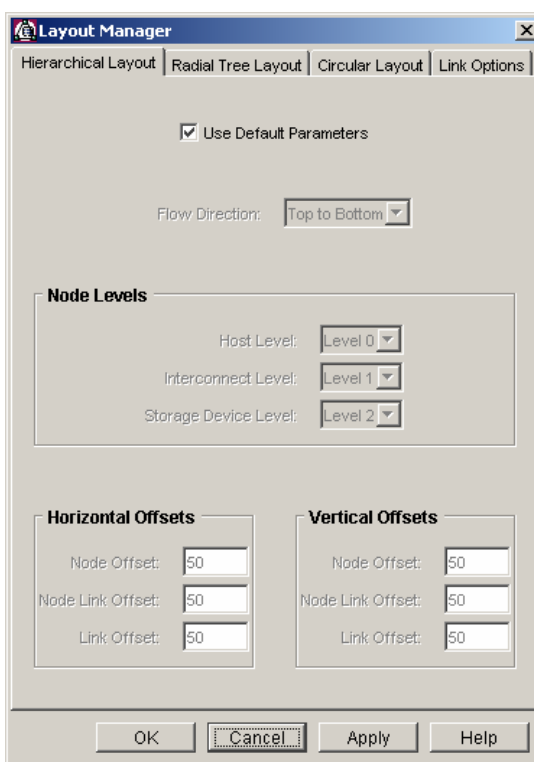 Layout Manager
Hierarchical Layout Radial Tree Layout Circular Layout Link Options
Use Default Parameters
Flow Direction: Top to Bottom
Node Levels
Host Level: Level 0
Interconnect Level: Level 1
Storage Device Level: Level 2
Horizontal Offsets
Node Offset: 50
Node Link Offset: 50
Link Offset: 50
Vertical Offsets
Node Offset: 50
Node Link Offset: 50
Link Offset: 50
OK Cancel Apply Help